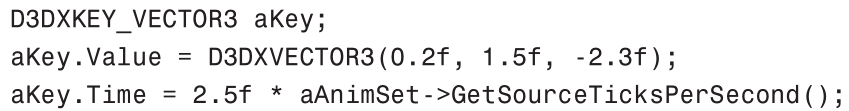 D3DXKEY_VECTOR3 aKey;
aKey.Value = D3DXVECTOR3(0.2f, 1.5f, -2.3f);
aKey.Time = 2.5f * aAnimSet->GetSourceTicksPerSecond();